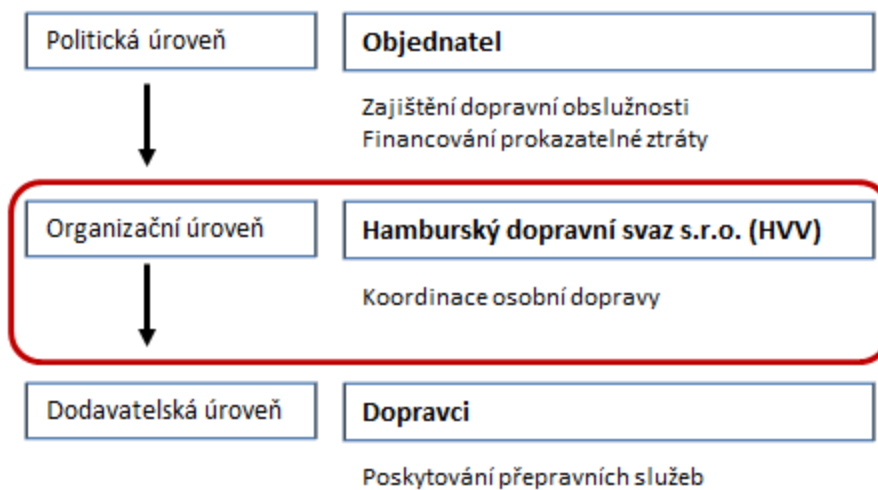 Politická úroveň
Objednatel
Zajištění dopravní obslužnosti
Financování prokazatelné ztráty
Organizační úroveň
Hamburský dopravní svaz s.r.o. (HVV)
Koordinace osobní dopravy
Dodavatelská úroveň
Dopravci
Poskytování přepravních služeb